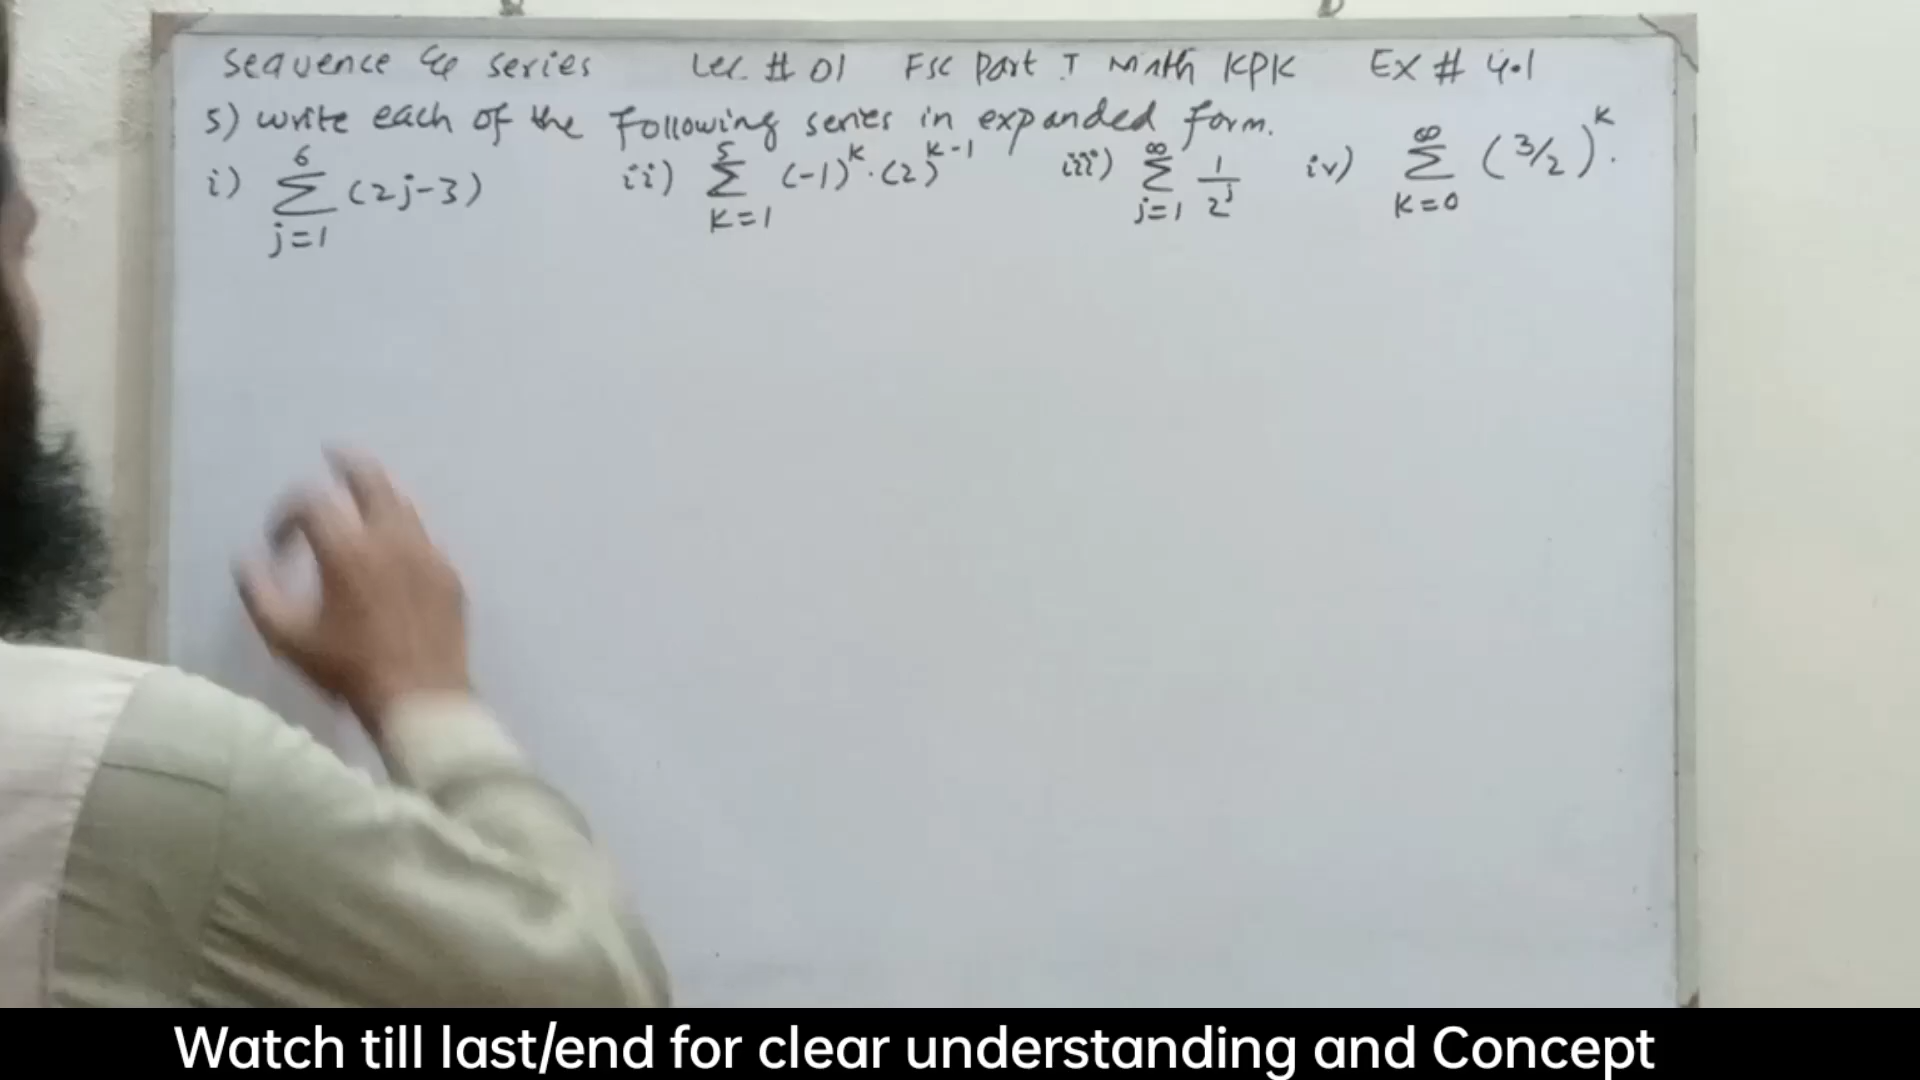 Sequence & series Lec. # 01 FSC Part I Math KPK EX # 4.1
5) write each of the following series in expanded form.
i) 6 Σ j=1 (2j-3) ii) 5 Σ K=1 (-1)^K . (2)^K-1 iii) ∞ Σ j=1 1/2^j iv) ∞ Σ K=0 (3/2)^K .
Watch till last/end for clear understanding and Concept